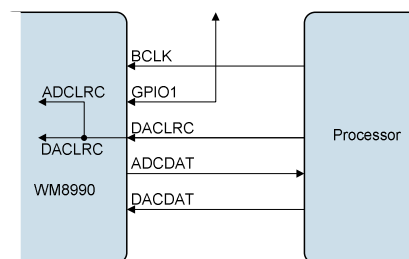 BCLK
ADCLRC
GPIO1
DACLRC
DACLRC
Processor
ADCDAT
WM8990
DACDAT